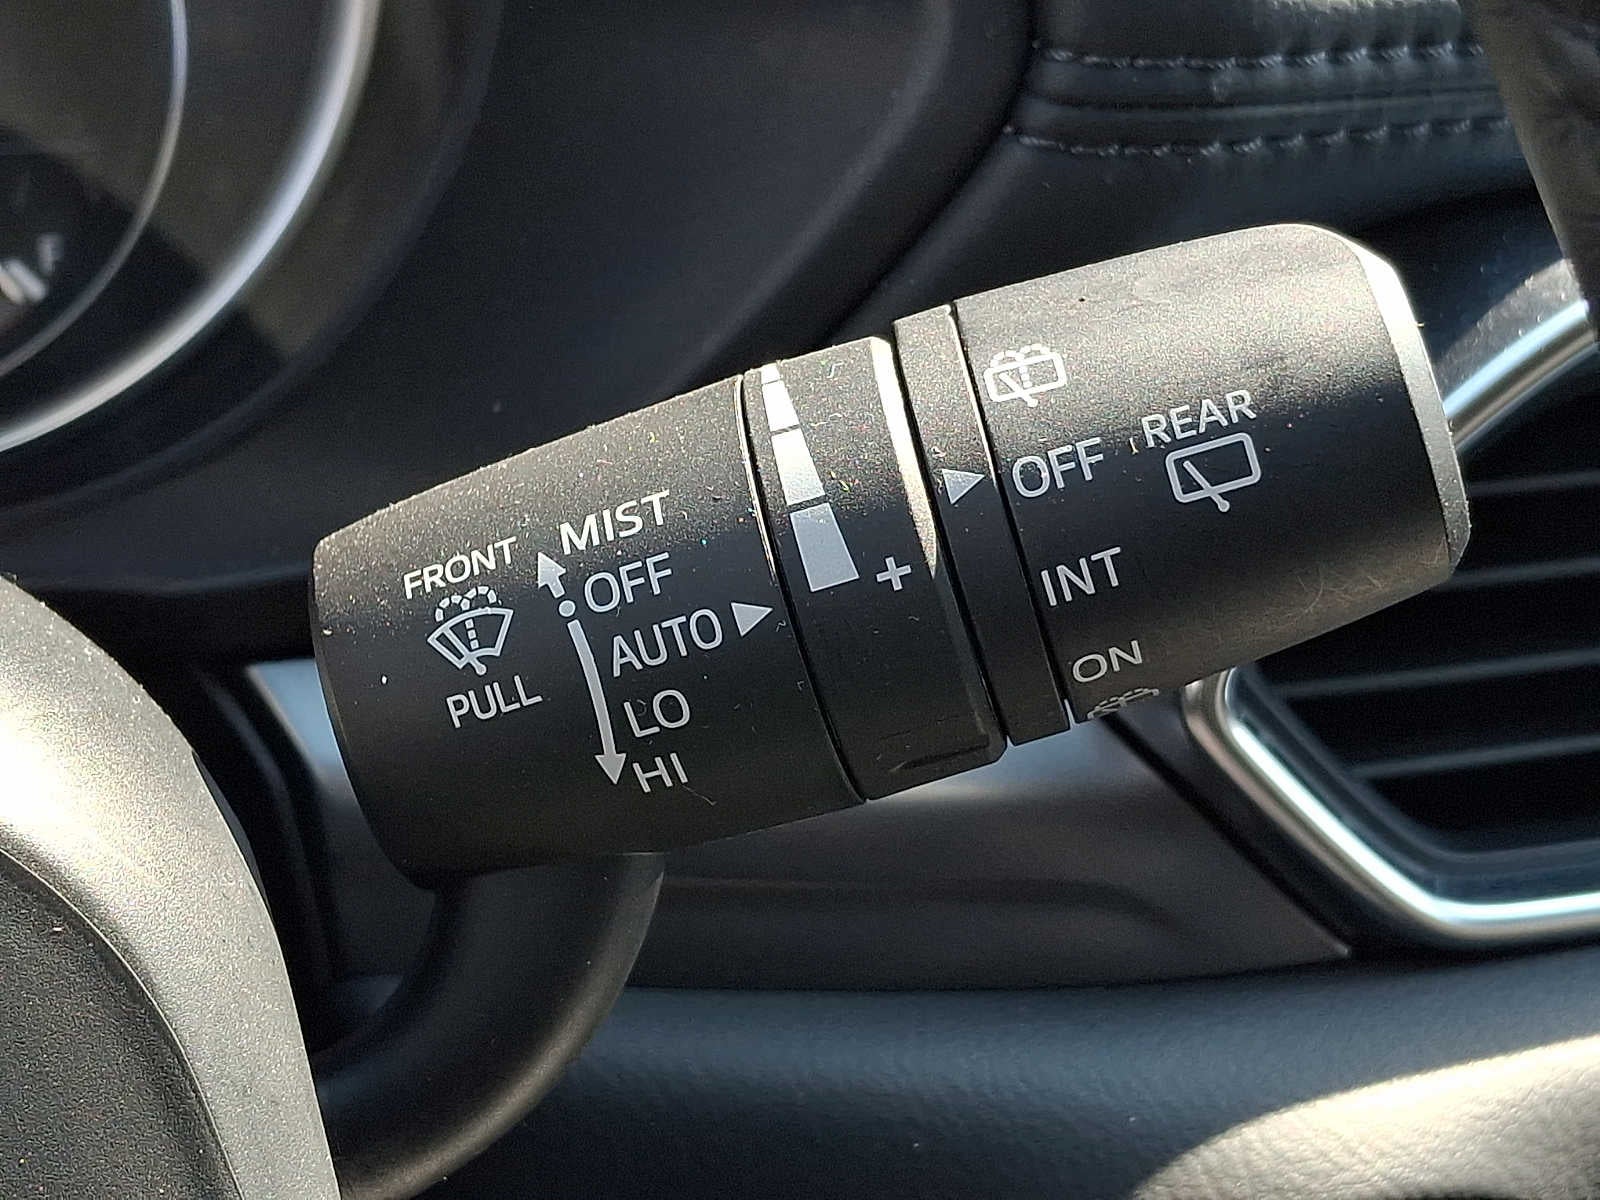 F
FRONT
PULL
MIST
OFF
AUTO
LO
HI
+
OFF
INT
ON
REAR